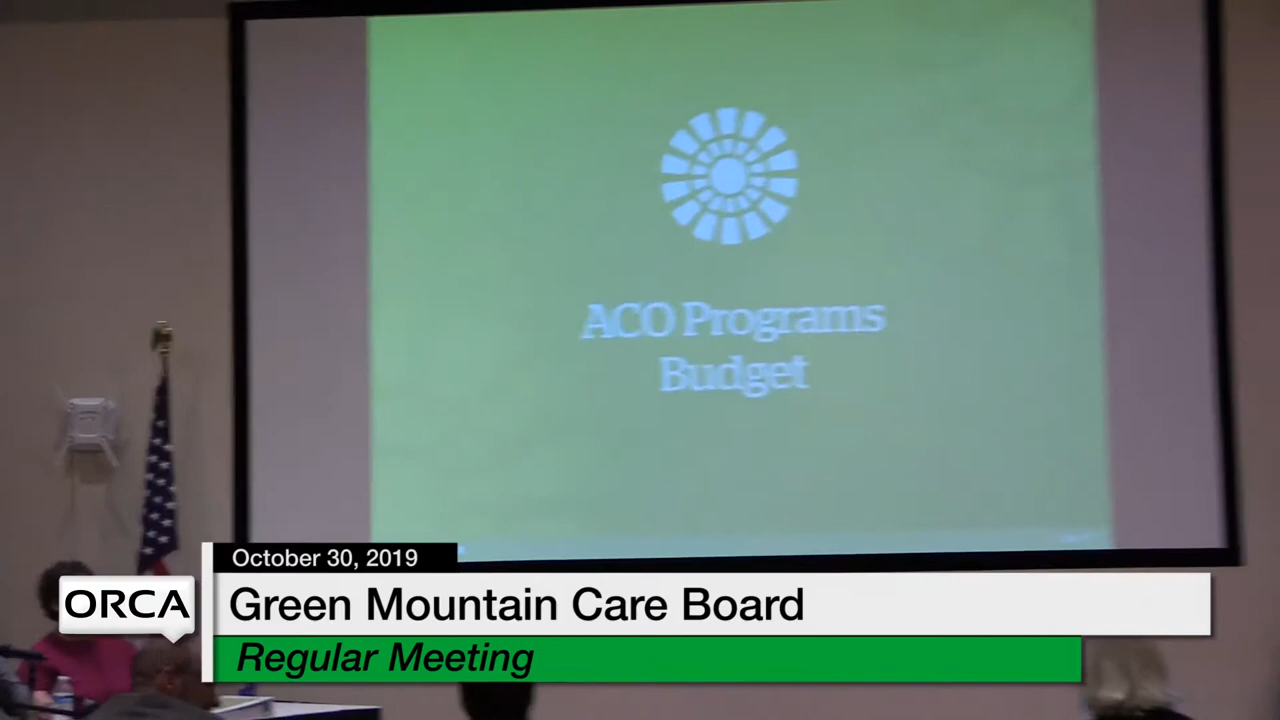 ACO Programs
Budget
October 30, 2019
ORCA
Green Mountain Care Board
Regular Meeting